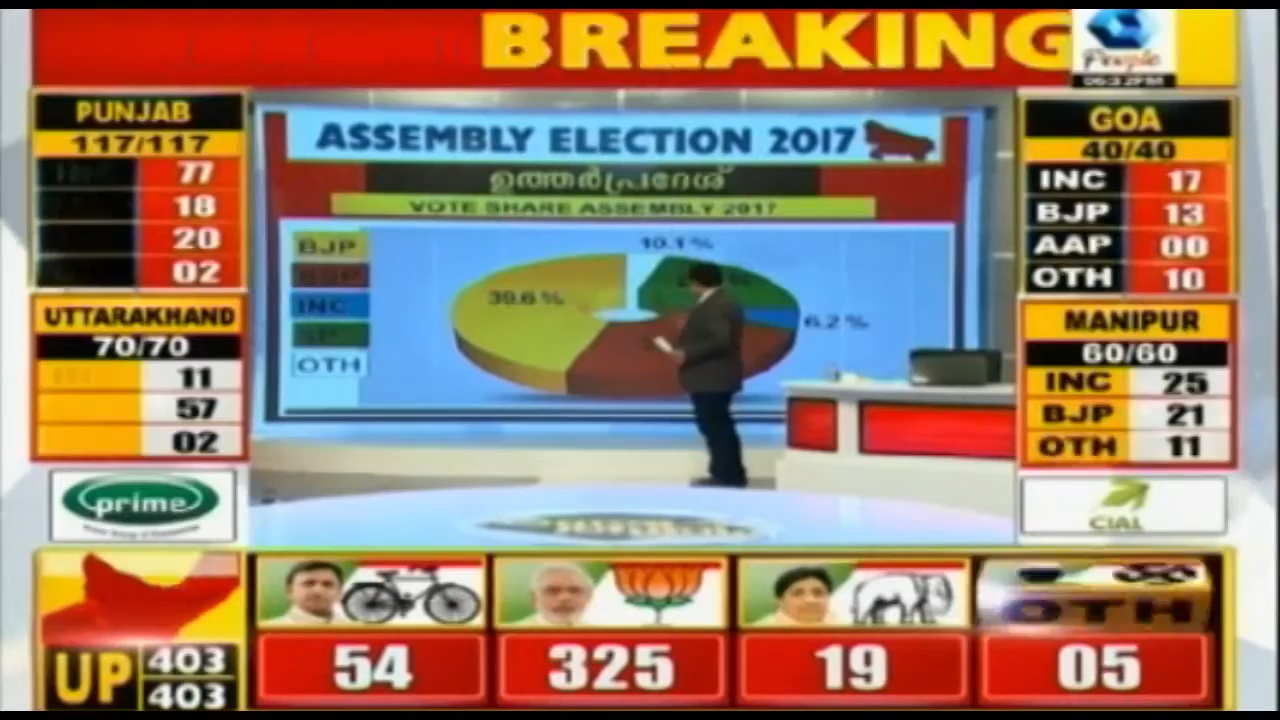 BREAKING
People
06:32PM
PUNJAB
117/117
77
18
20
02
UTTARAKHAND
70/70
11
57
02
prime
ASSEMBLY ELECTION 2017
ഉത്തർപ്രദേശ്
VOTE SHARE ASSEMBLY 2017
BJP
BSP
INC
SP
OTH
10.1 %
39.6 %
6.2 %
GOA
40/40
INC 17
BJP 13
AAP 00
OTH 10
MANIPUR
60/60
INC 25
BJP 21
OTH 11
CIAL
UP 403
403
54
325
19
OTH
05